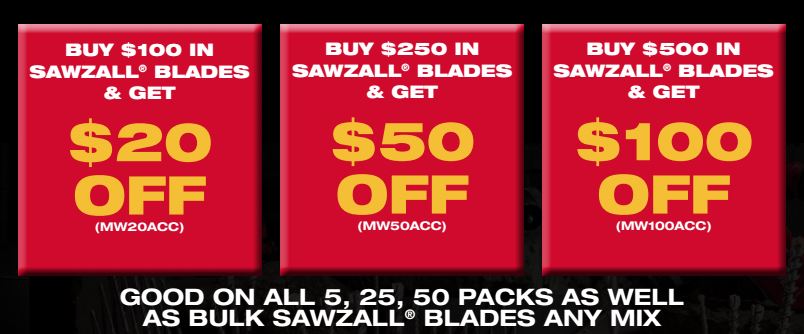 BUY $100 IN
SAWZALL® BLADES
& GET
$20
OFF
(MW20ACC)
BUY $250 IN
SAWZALL® BLADES
& GET
$50
OFF
(MW50ACC)
BUY $500 IN
SAWZALL® BLADES
& GET
$100
OFF
(MW100ACC)
GOOD ON ALL 5, 25, 50 PACKS AS WELL
AS BULK SAWZALL® BLADES ANY MIX